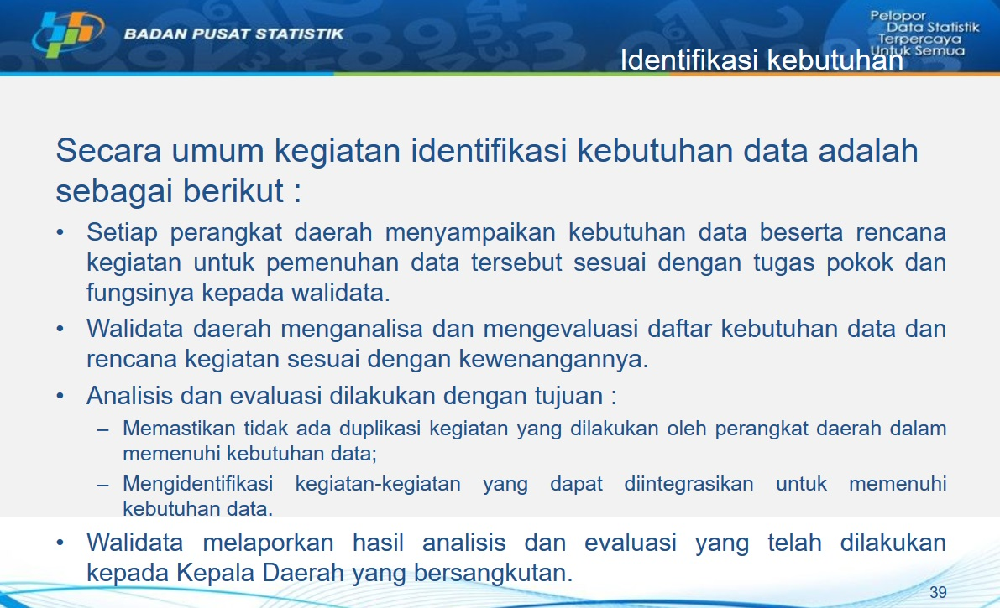 BADAN PUSAT STATISTIK
Pelopor
Data Statistik
Terpercaya
Untuk Semua
Identifikasi kebutuhan
Secara umum kegiatan identifikasi kebutuhan data adalah
sebagai berikut :
• Setiap perangkat daerah menyampaikan kebutuhan data beserta rencana
kegiatan untuk pemenuhan data tersebut sesuai dengan tugas pokok dan
fungsinya kepada walidata.
• Walidata daerah menganalisa dan mengevaluasi daftar kebutuhan data dan
rencana kegiatan sesuai dengan kewenangannya.
• Analisis dan evaluasi dilakukan dengan tujuan :
– Memastikan tidak ada duplikasi kegiatan yang dilakukan oleh perangkat daerah dalam
memenuhi kebutuhan data;
– Mengidentifikasi kegiatan-kegiatan yang dapat diintegrasikan untuk memenuhi
kebutuhan data.
• Walidata melaporkan hasil analisis dan evaluasi yang telah dilakukan
kepada Kepala Daerah yang bersangkutan.
39